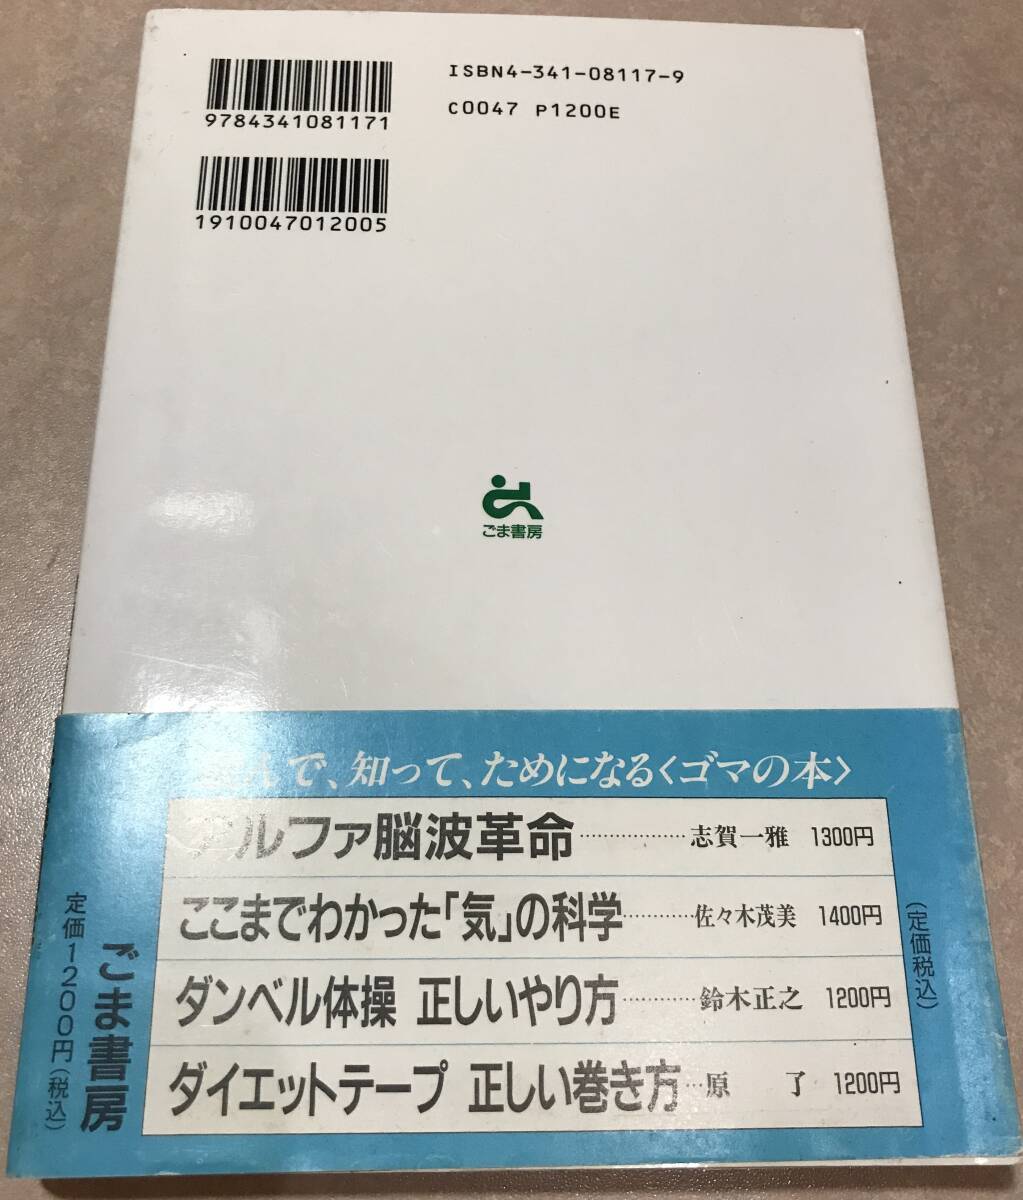 9784341081171
ISBN4-341-08117-9
C0047 P1200E
1910047012005
ごま書房
んで、知って、ためになる〈ゴマの本〉
アルファ脳波革命………………志賀一雅 1300円
ここまでわかった「気」の科学…………佐々木茂美 1400円
ダンベル体操 正しいやり方…………鈴木正之 1200円
ダイエットテープ 正しい巻き方…原 了 1200円
(定価税込)
ごま書房
定価1200円(税込)